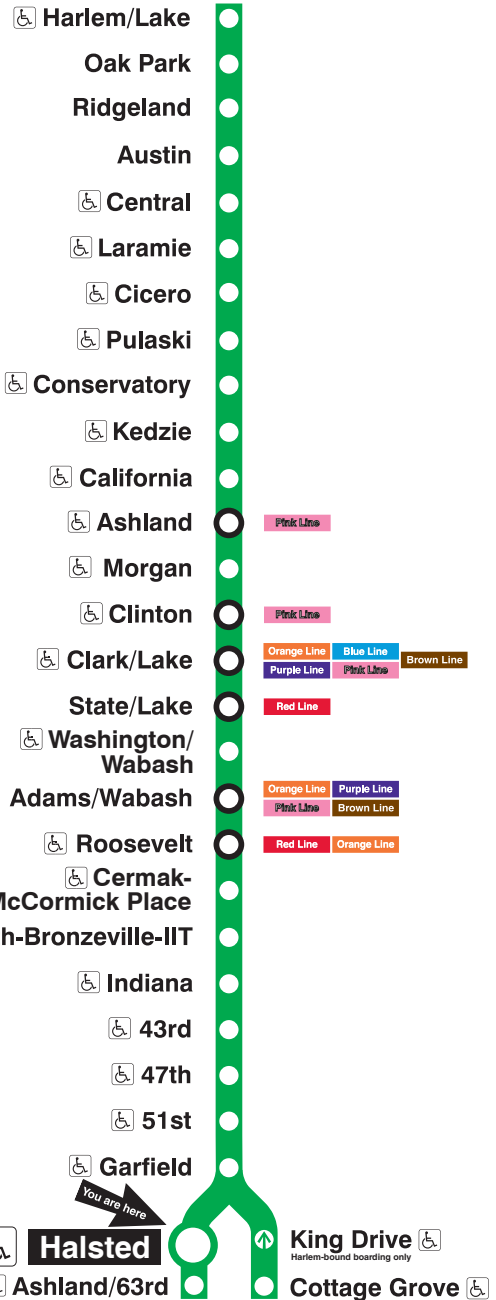 Harlem/Lake
Oak Park
Ridgeland
Austin
Central
Laramie
Cicero
Pulaski
Conservatory
Kedzie
California
Ashland Pink Line
Morgan
Clinton Pink Line
Clark/Lake Orange Line Blue Line Brown Line
Purple Line Pink Line
State/Lake Red Line
Washington/
Wabash
Adams/Wabash Orange Line Purple Line
Pink Line Brown Line
Roosevelt Red Line Orange Line
Cermak-
McCormick Place
h-Bronzeville-IIT
Indiana
43rd
47th
51st
Garfield
You are here
Halsted
King Drive
Harlem-bound boarding only
Ashland/63rd
Cottage Grove